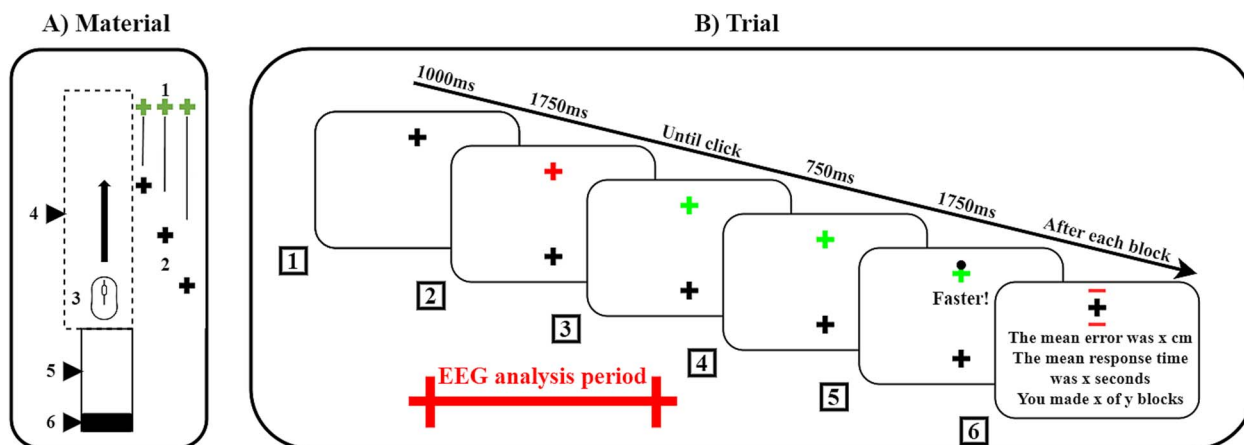 A) Material
1
2
3
4
5
6
B) Trial
1000ms
1750ms
Until click
750ms
1750ms
After each block
1
2
3
4
5
6
EEG analysis period
Faster!
The mean error was x cm
The mean response time
was x seconds
You made x of y blocks